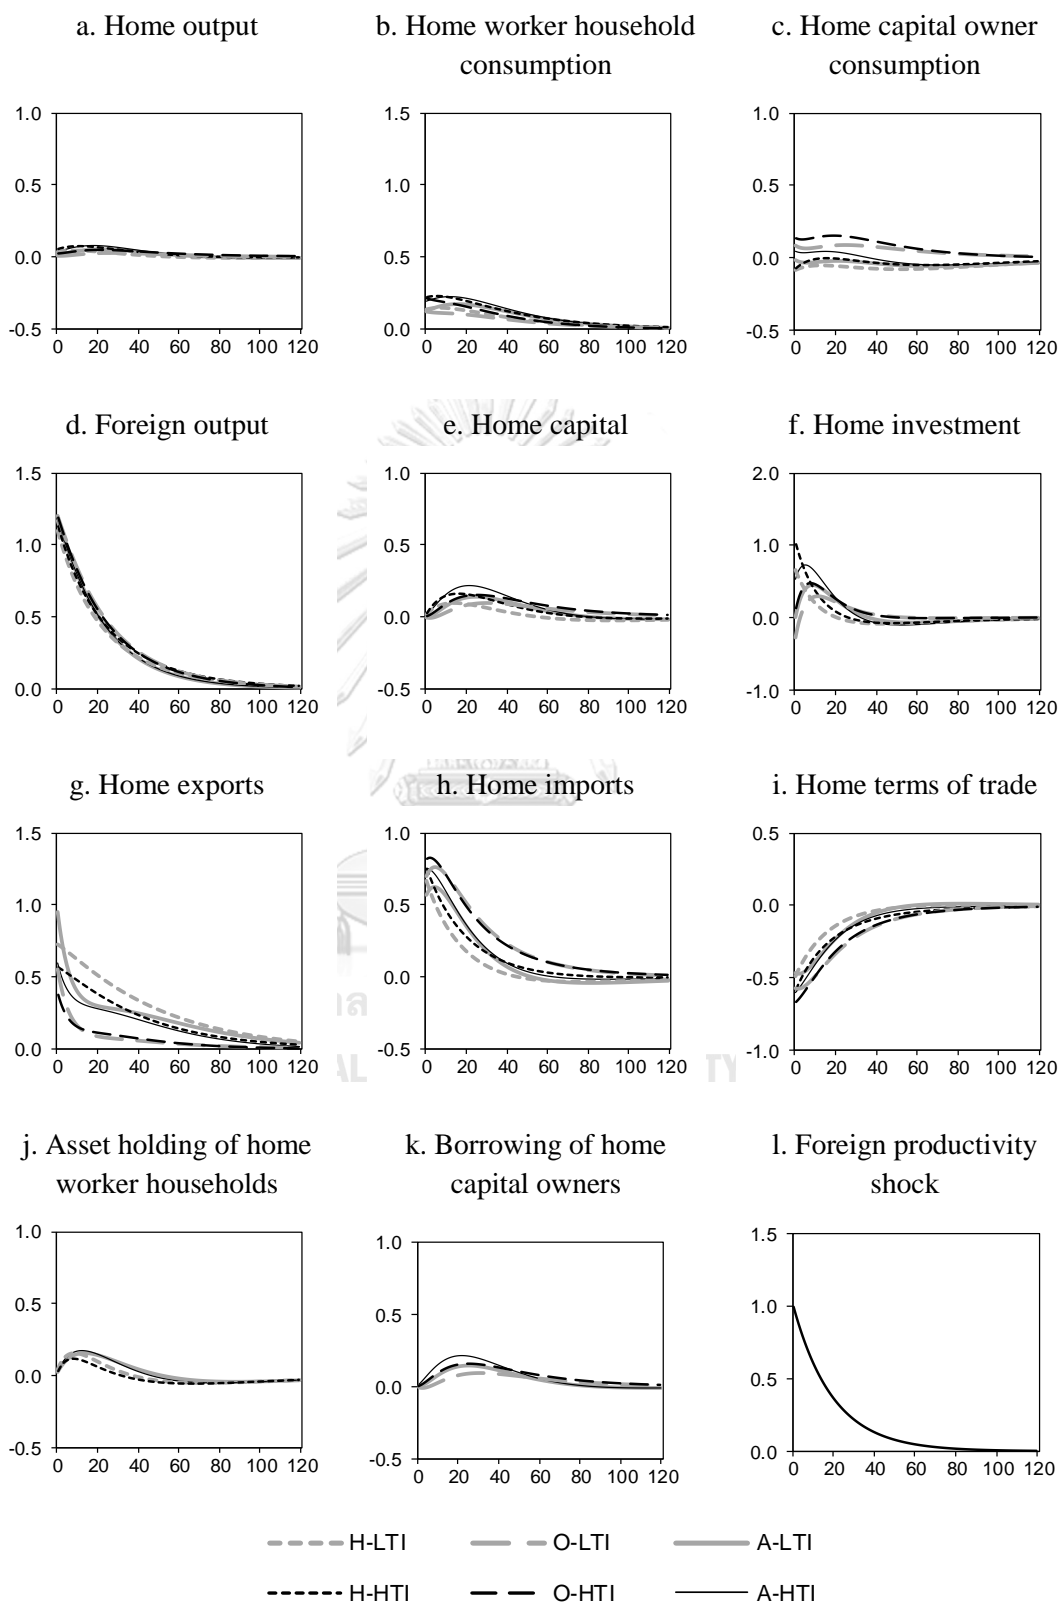 a. Home output
b. Home worker household
consumption
c. Home capital owner
consumption
1.0
0.5
0.0
-0.5
0 20 40 60 80 100 120
1.5
1.0
0.5
0.0
0 20 40 60 80 100 120
1.0
0.5
0.0
-0.5
0 20 40 60 80 100 120
d. Foreign output
e. Home capital
f. Home investment
1.5
1.0
0.5
0.0
0 20 40 60 80 100 120
1.0
0.5
0.0
-0.5
0 20 40 60 80 100 120
2.0
1.0
0.0
-1.0
0 20 40 60 80 100 120
g. Home exports
h. Home imports
i. Home terms of trade
1.5
1.0
0.5
0.0
0 20 40 60 80 100 120
1.0
0.5
0.0
-0.5
0 20 40 60 80 100 120
0.5
0.0
-0.5
-1.0
0 20 40 60 80 100 120
j. Asset holding of home
worker households
k. Borrowing of home
capital owners
l. Foreign productivity
shock
1.0
0.5
0.0
-0.5
0 20 40 60 80 100 120
1.0
0.5
0.0
-0.5
0 20 40 60 80 100 120
1.5
1.0
0.5
0.0
0 20 40 60 80 100 120
H-LTI O-LTI A-LTI
H-HTI O-HTI A-HTI